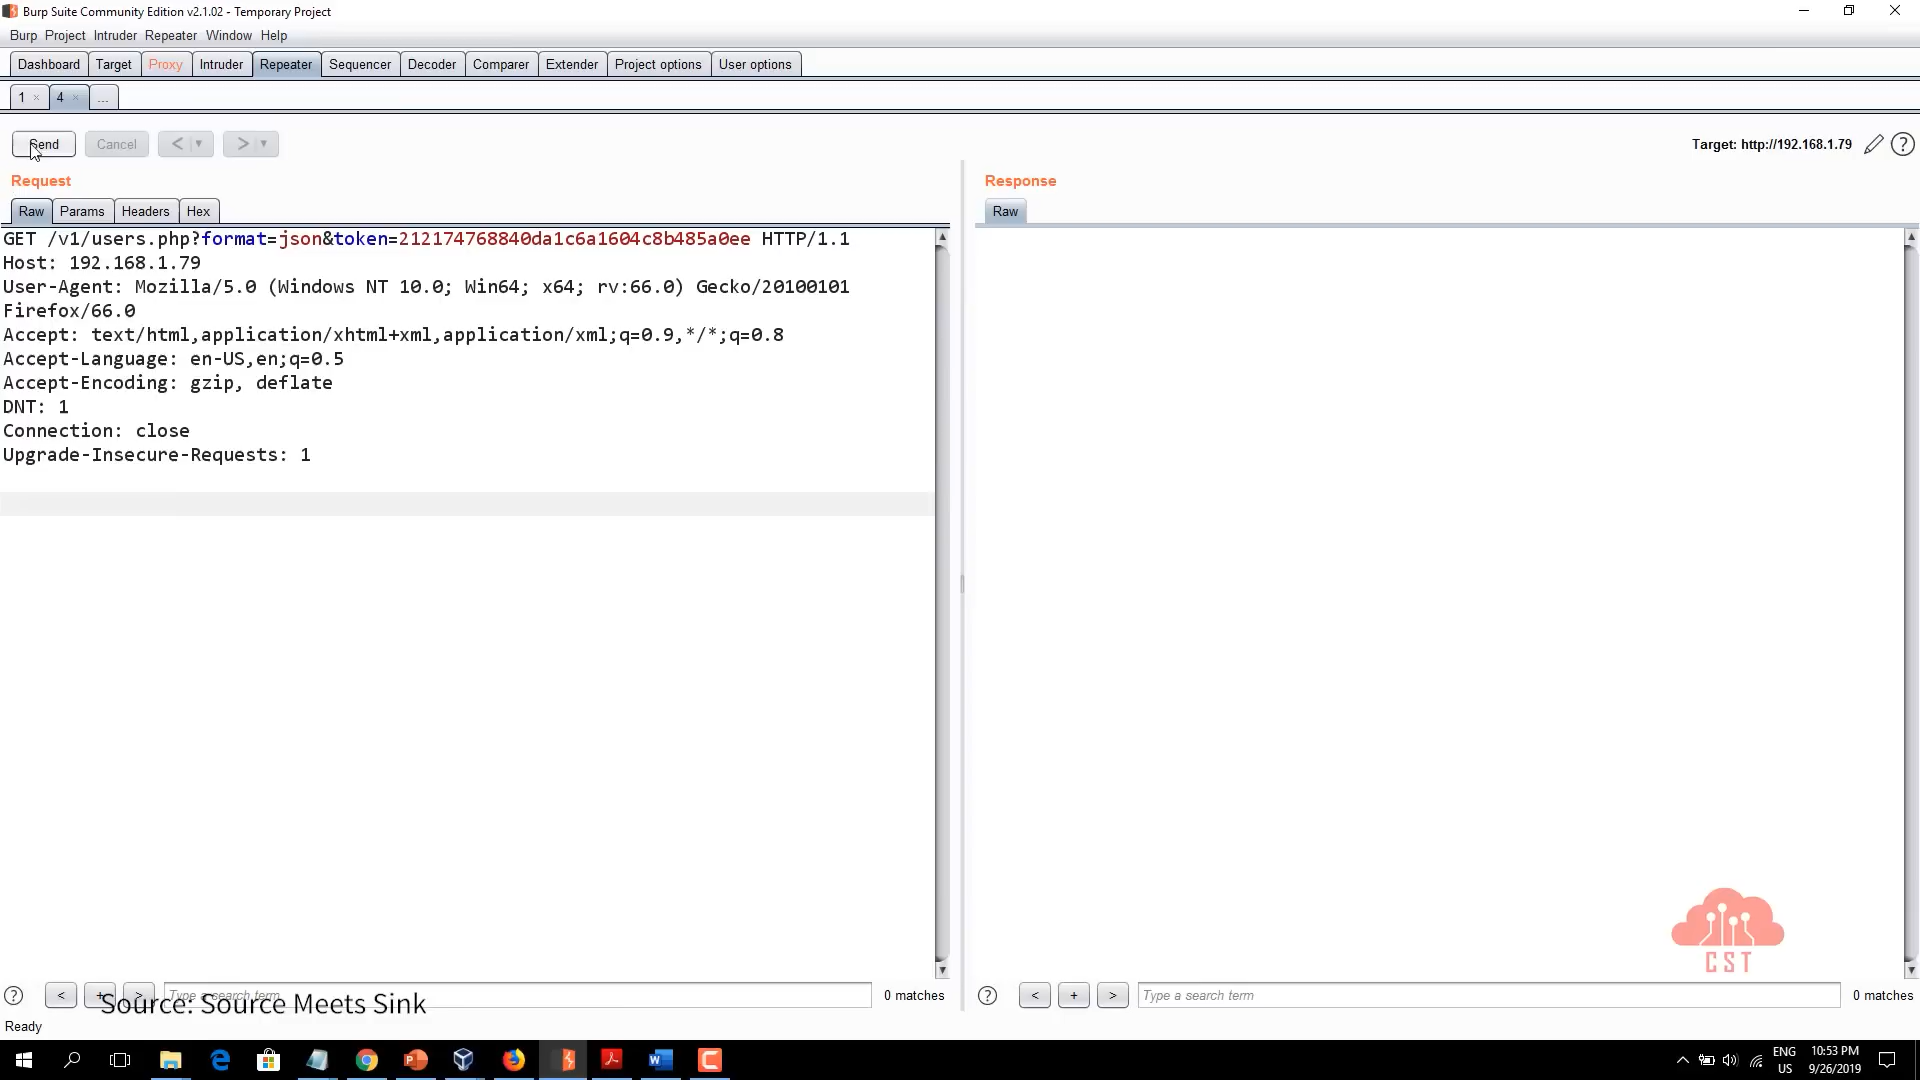 Burp Suite Community Edition v2.1.02 - Temporary Project
Burp Project Intruder Repeater Window Help
Dashboard Target Proxy Intruder Repeater Sequencer Decoder Comparer Extender Project options User options
1 × 4 × ...
Send Cancel < ▼ > ▼ Target: http://192.168.1.79 ?
Request
Response
Raw Params Headers Hex
Raw
GET /v1/users.php?format=json&token=212174768840da1c6a1604c8b485a0ee HTTP/1.1
Host: 192.168.1.79
User-Agent: Mozilla/5.0 (Windows NT 10.0; Win64; x64; rv:66.0) Gecko/20100101
Firefox/66.0
Accept: text/html,application/xhtml+xml,application/xml;q=0.9,*/*;q=0.8
Accept-Language: en-US,en;q=0.5
Accept-Encoding: gzip, deflate
DNT: 1
Connection: close
Upgrade-Insecure-Requests: 1
CST
? < + > Type a search term 0 matches
? < + > Type a search term 0 matches
Source: Source Meets Sink
Ready
ENG
US
10:53 PM
9/26/2019